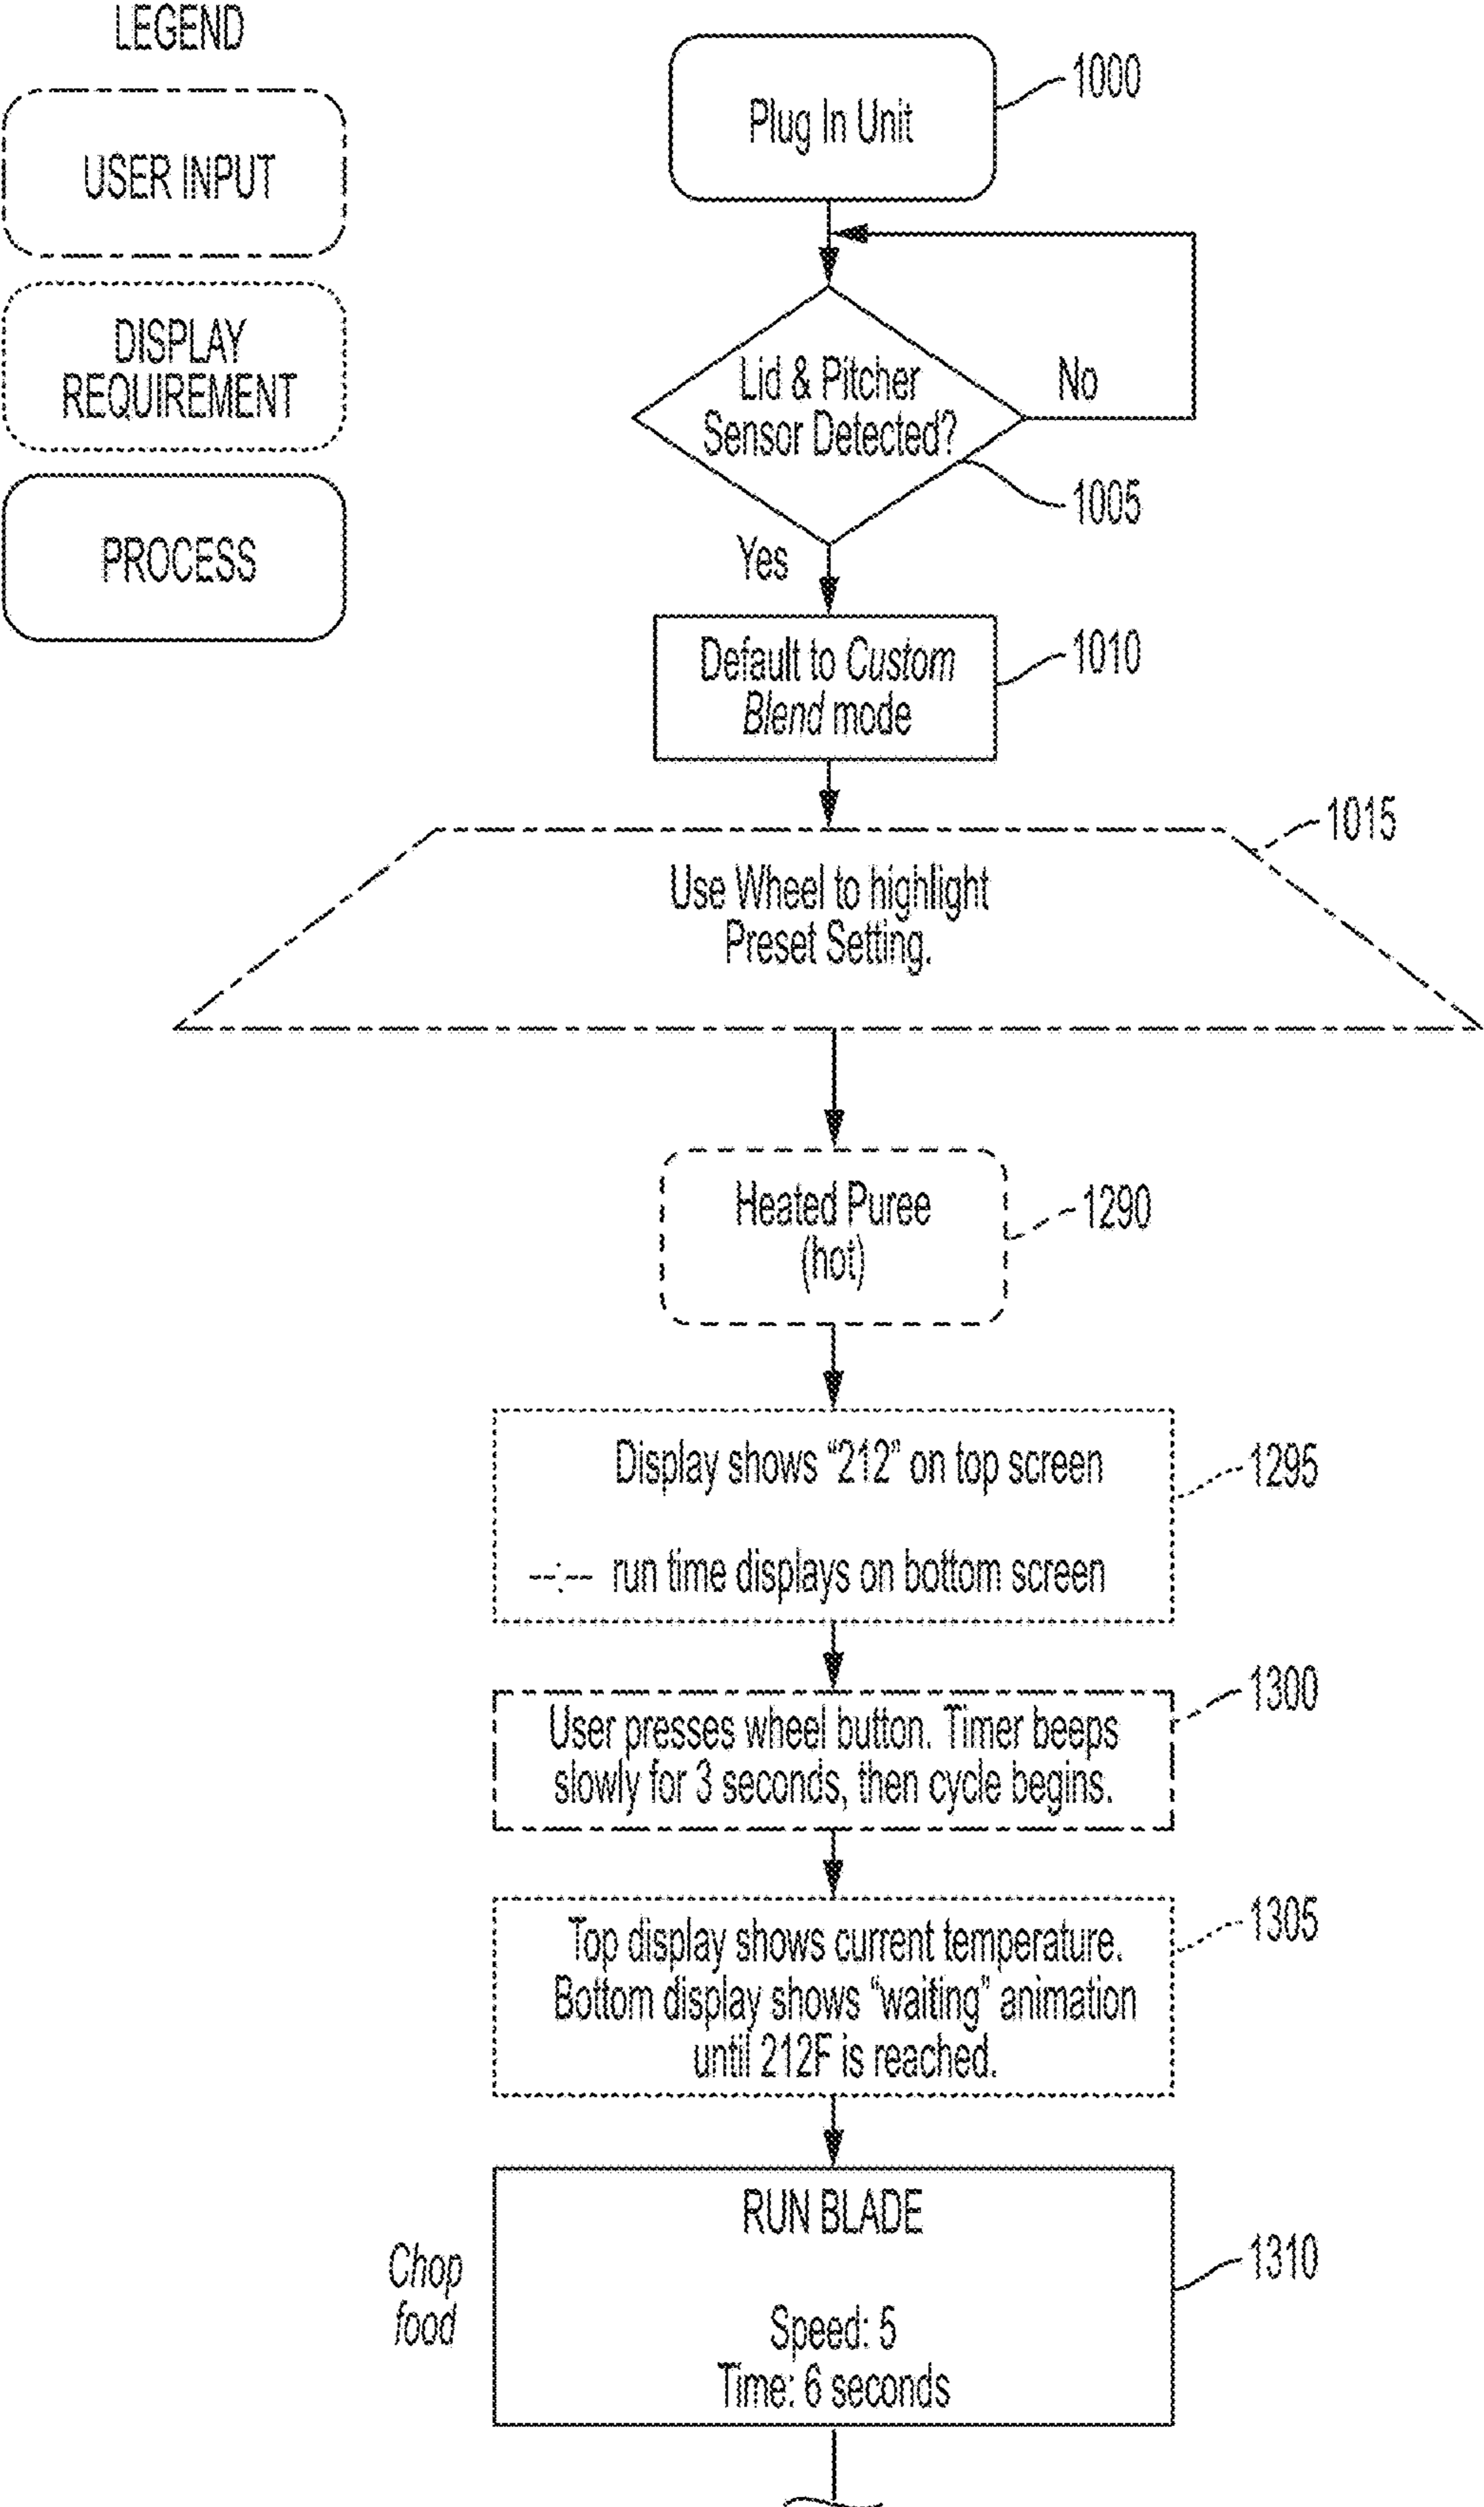 LEGEND
USER INPUT
DISPLAY
REQUIREMENT
PROCESS
Plug In Unit
1000
Lid & Pitcher
Sensor Detected?
No
1005
Yes
Default to Custom
Blend mode
1010
Use Wheel to highlight
Preset Setting.
1015
Heated Puree
(hot)
1290
Display shows “212” on top screen
--:-- run time displays on bottom screen
1295
User presses wheel button. Timer beeps
slowly for 3 seconds, then cycle begins.
1300
Top display shows current temperature.
Bottom display shows “waiting” animation
until 212F is reached.
1305
Chop
food
RUN BLADE
Speed: 5
Time: 6 seconds
1310